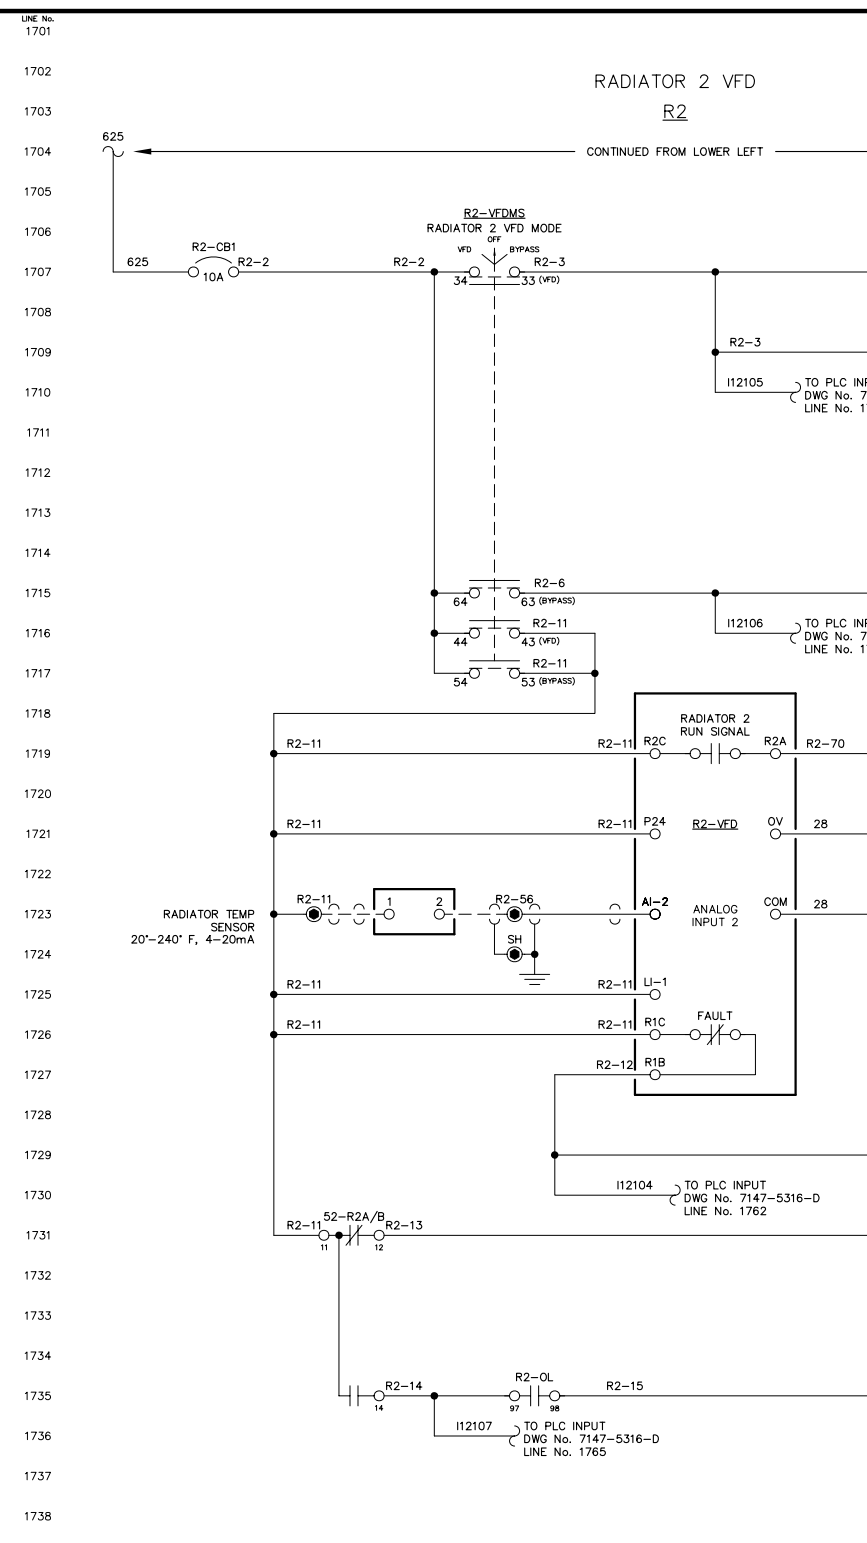 LINE No.
1701
1702
RADIATOR 2 VFD
1703
R2
625
1704
CONTINUED FROM LOWER LEFT
1705
R2-VFDMS
1706
RADIATOR 2 VFD MODE
OFF
R2-CB1
VFD
BYPASS
625
R2-2
R2-2
R2-3
1707
10A
34
33 (VFD)
1708
R2-3
1709
I12105
TO PLC IN
1710
DWG No. 7
LINE No. 1
1711
1712
1713
1714
R2-6
1715
64
63 (BYPASS)
R2-11
I12106
TO PLC IN
1716
44
43 (VFD)
DWG No. 7
LINE No. 1
R2-11
1717
54
53 (BYPASS)
1718
RADIATOR 2
RUN SIGNAL
R2-11
R2-11
R2C
R2A
R2-70
1719
1720
R2-11
R2-11
P24
R2-VFD
0V
28
1721
1722
R2-11
1
2
R2-56
AI-2
COM
28
1723
RADIATOR TEMP
SENSOR
20°-240° F, 4-20mA
ANALOG
INPUT 2
SH
1724
R2-11
R2-11
LI-1
1725
FAULT
R2-11
R2-11
R1C
1726
R2-12
R1B
1727
1728
1729
I12104
TO PLC INPUT
1730
DWG No. 7147-5316-D
LINE No. 1762
52-R2A/B
R2-11
R2-13
1731
11
12
1732
1733
1734
R2-OL
R2-14
R2-15
1735
14
97
98
I12107
TO PLC INPUT
1736
DWG No. 7147-5316-D
LINE No. 1765
1737
1738